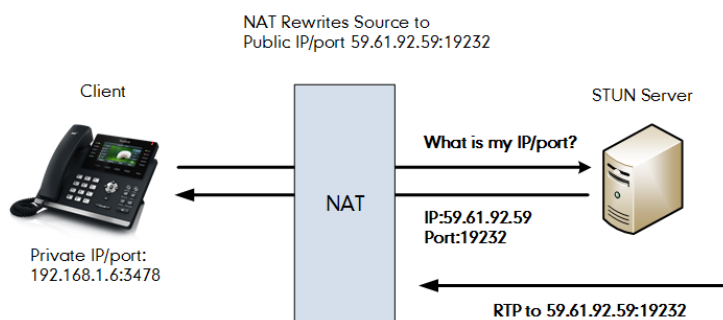 NAT Rewrites Source to
Public IP/port 59.61.92.59:19232
Client
STUN Server
What is my IP/port?
NAT
IP:59.61.92.59
Port:19232
Private IP/port:
192.168.1.6:3478
RTP to 59.61.92.59:19232